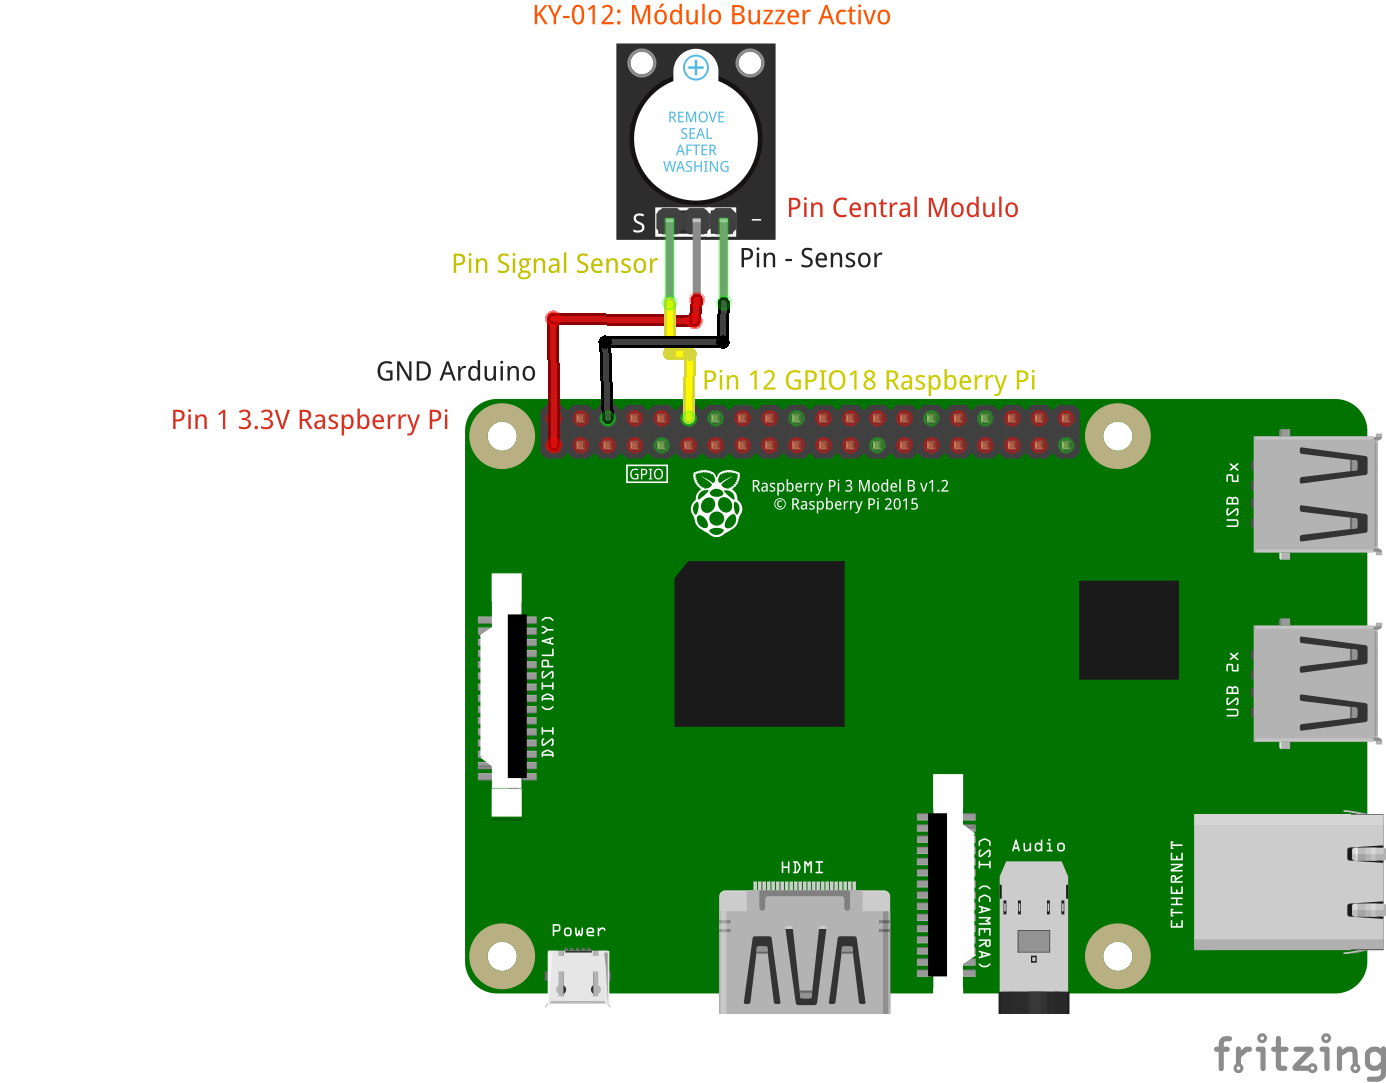 KY-012: Módulo Buzzer Activo
REMOVE
SEAL
AFTER
WASHING
S
−
Pin Central Modulo
Pin Signal Sensor
Pin - Sensor
GND Arduino
Pin 12 GPIO18 Raspberry Pi
Pin 1 3.3V Raspberry Pi
GPIO
Raspberry Pi 3 Model B v1.2
© Raspberry Pi 2015
USB 2x
DSI (DISPLAY)
USB 2x
HDMI
CSI (CAMERA)
Audio
ETHERNET
Power
fritzing